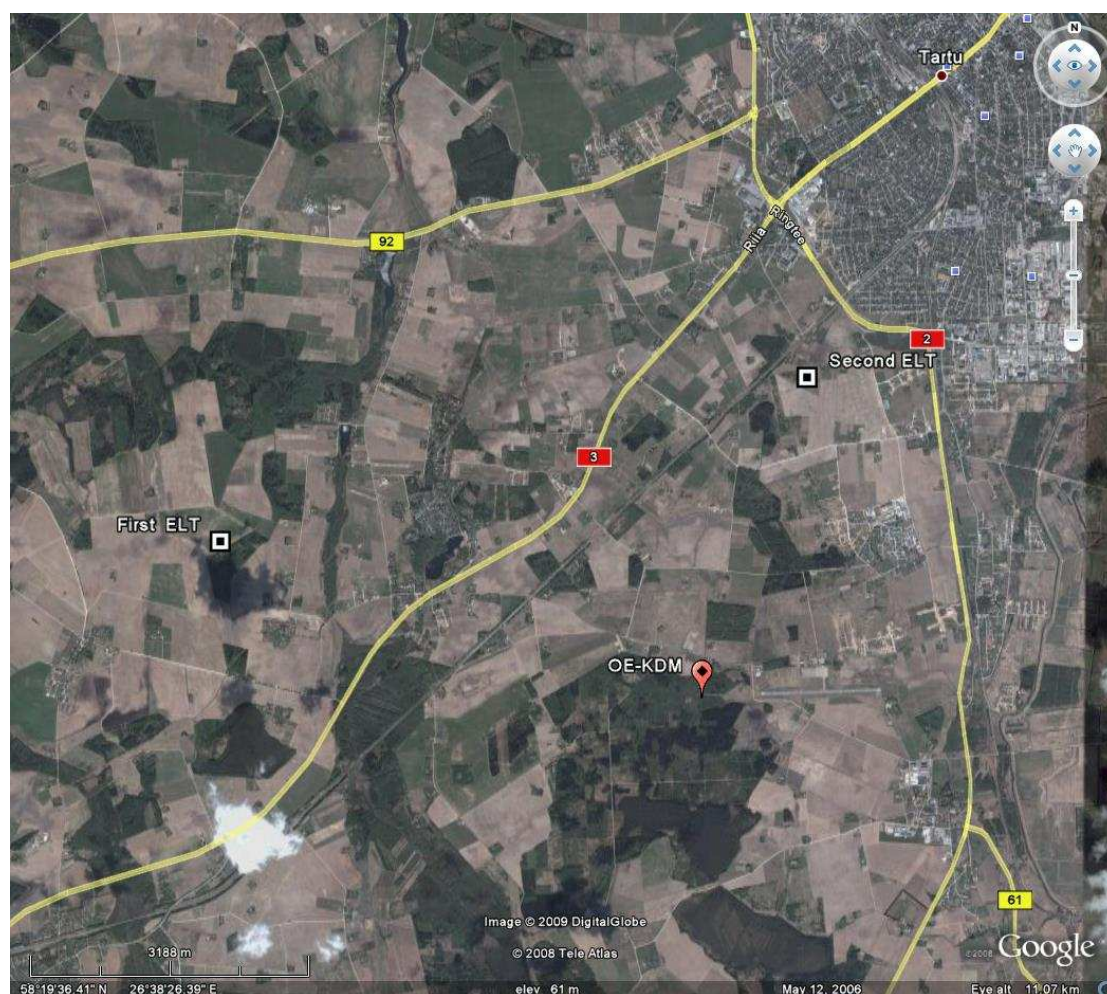 N
Tartu
Ringtee
Riia
92
2
Second ELT
3
First ELT
OE-KDM
61
Image © 2009 DigitalGlobe
© 2008 Tele Atlas
©2008 Google
3188 m
58°19'36.41" N 26°38'26.39" E elev 61 m May 12, 2006 Eye alt 11.07 km